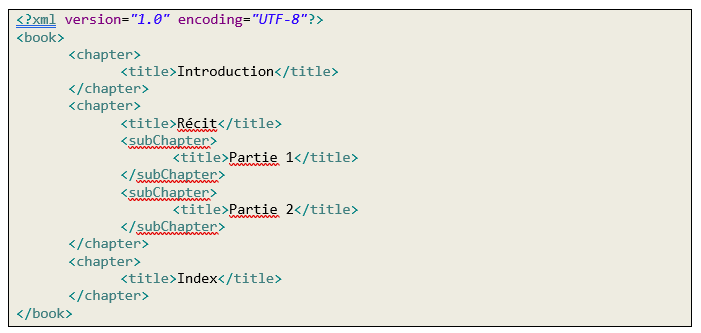 <?xml version="1.0" encoding="UTF-8"?>
<book>
<chapter>
<title>Introduction</title>
</chapter>
<chapter>
<title>Récit</title>
<subChapter>
<title>Partie 1</title>
</subChapter>
<subChapter>
<title>Partie 2</title>
</subChapter>
</chapter>
<chapter>
<title>Index</title>
</chapter>
</book>